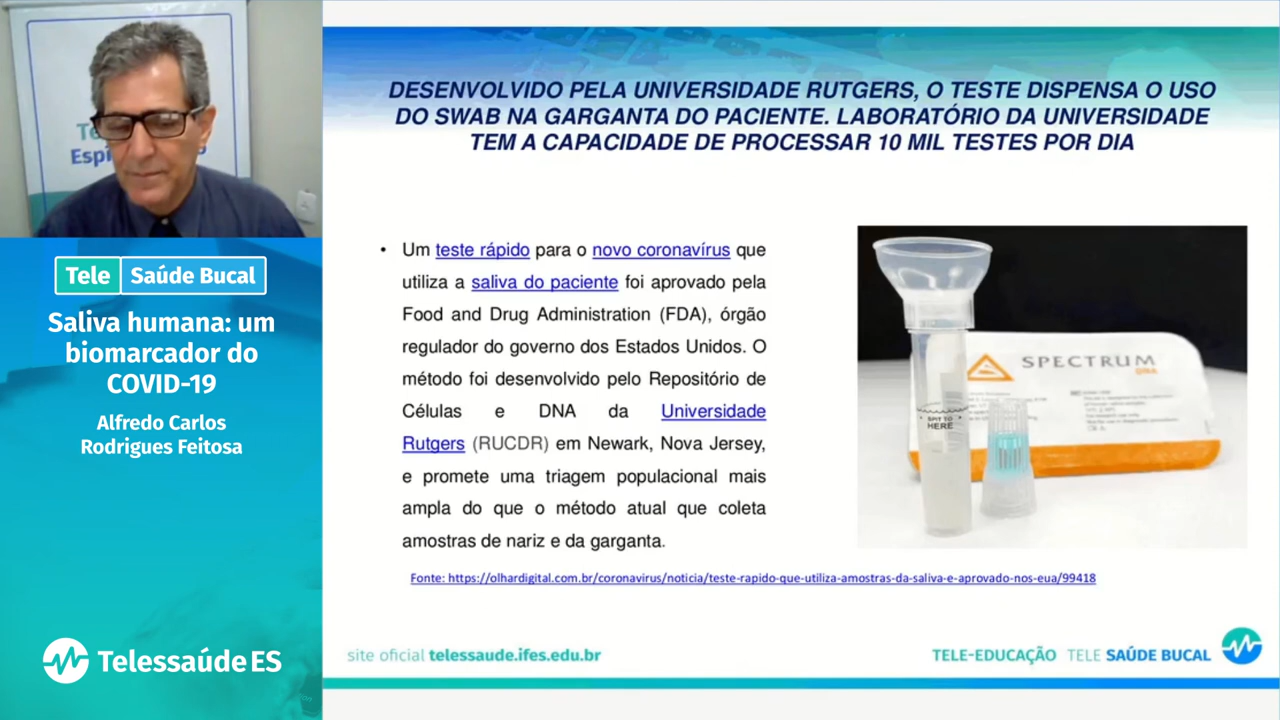 Te
Espí
Tele Saúde Bucal
Saliva humana: um
biomarcador do
COVID-19
Alfredo Carlos
Rodrigues Feitosa
Telessaúde ES
DESENVOLVIDO PELA UNIVERSIDADE RUTGERS, O TESTE DISPENSA O USO
DO SWAB NA GARGANTA DO PACIENTE. LABORATÓRIO DA UNIVERSIDADE
TEM A CAPACIDADE DE PROCESSAR 10 MIL TESTES POR DIA
• Um teste rápido para o novo coronavírus que
utiliza a saliva do paciente foi aprovado pela
Food and Drug Administration (FDA), órgão
regulador do governo dos Estados Unidos. O
método foi desenvolvido pelo Repositório de
Células e DNA da Universidade
Rutgers (RUCDR) em Newark, Nova Jersey,
e promete uma triagem populacional mais
ampla do que o método atual que coleta
amostras de nariz e da garganta.
SPECTRUM
DNA
SPIT TO
HERE
Fonte: https://olhardigital.com.br/coronavirus/noticia/teste-rapido-que-utiliza-amostras-da-saliva-e-aprovado-nos-eua/99418
site oficial telessaude.ifes.edu.br
TELE-EDUCAÇÃO TELE SAÚDE BUCAL